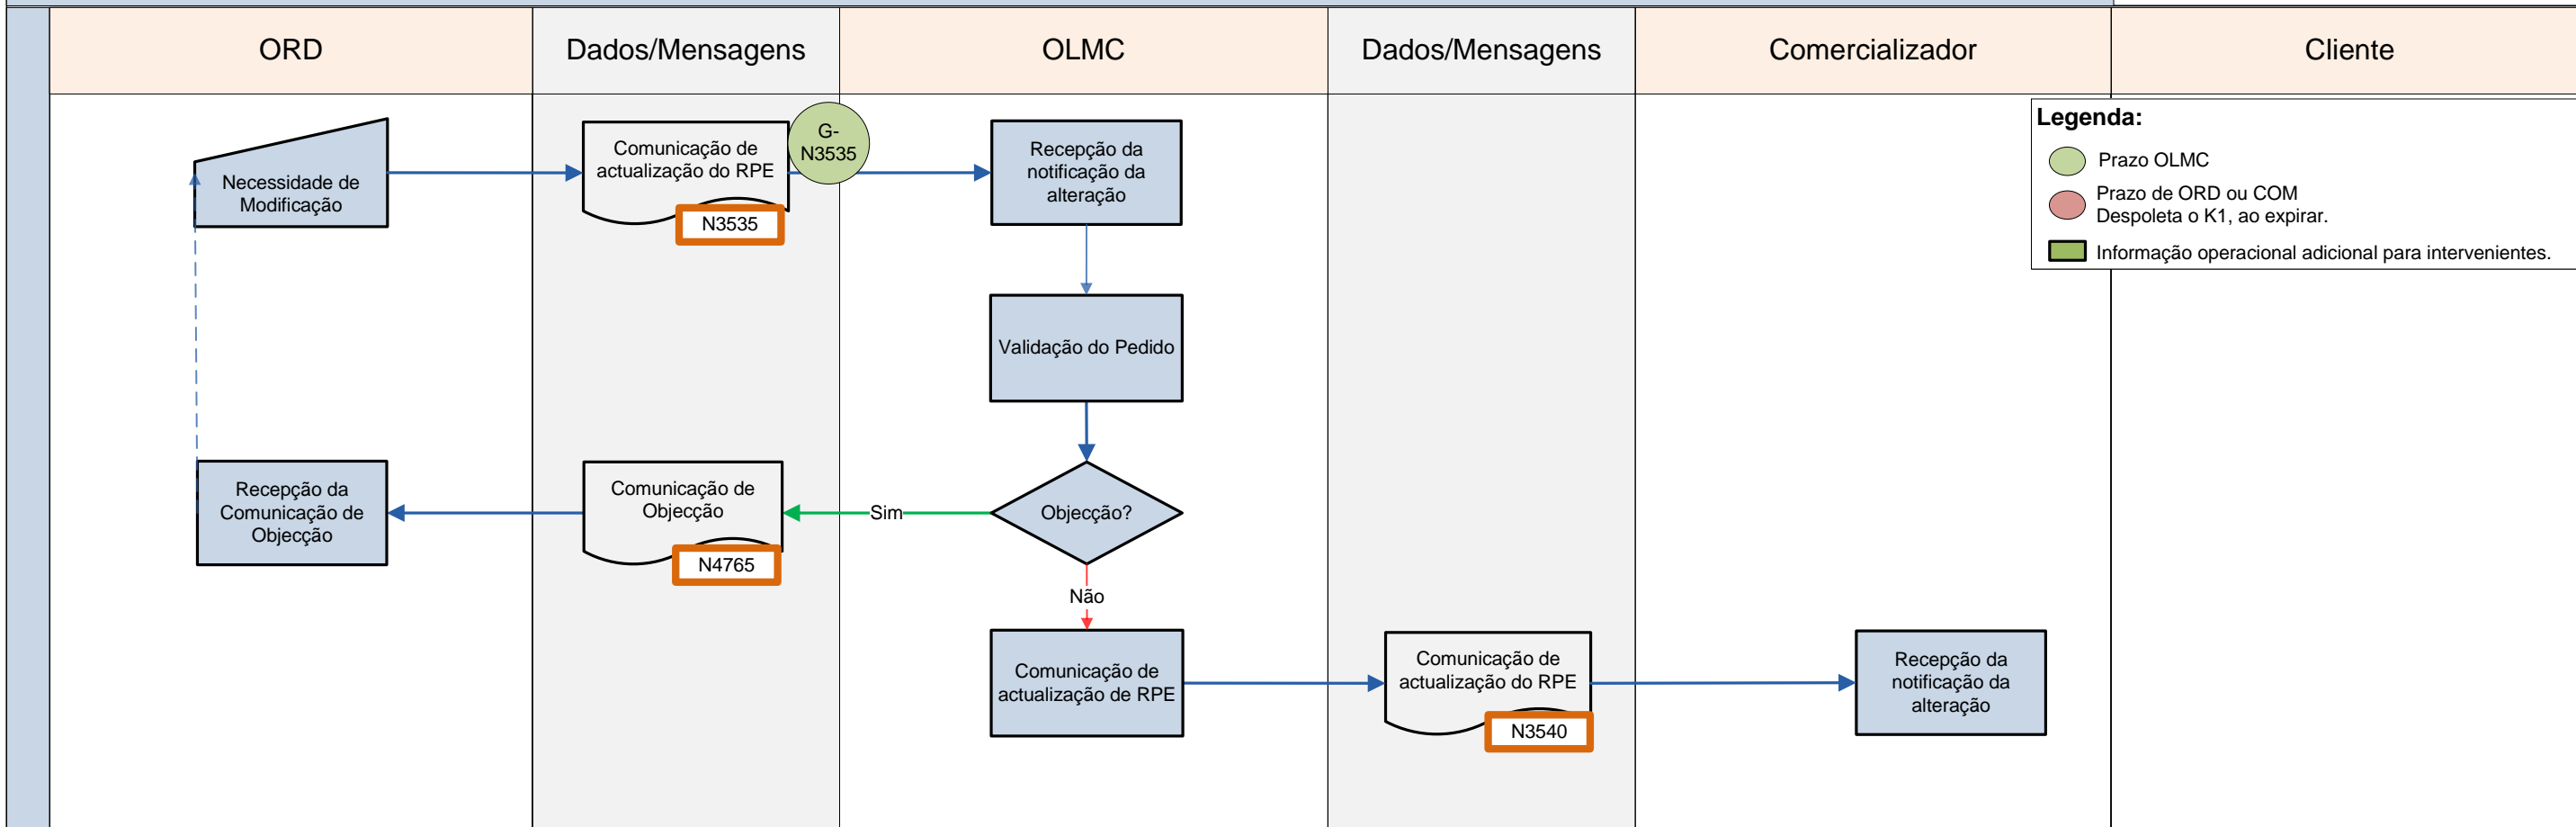 ORD
Dados/Mensagens
OLMC
Dados/Mensagens
Comercializador
Cliente
Legenda:
Prazo OLMC
Prazo de ORD ou COM
Despoleta o K1, ao expirar.
Informação operacional adicional para intervenientes.
Necessidade de
Modificação
Comunicação de
actualização do RPE
N3535
G-
N3535
Recepção da
notificação da
alteração
Validação do Pedido
Objecção?
Sim
Comunicação de
Objecção
N4765
Recepção da
Comunicação de
Objecção
Não
Comunicação de
actualização de RPE
Comunicação de
actualização do RPE
N3540
Recepção da
notificação da
alteração